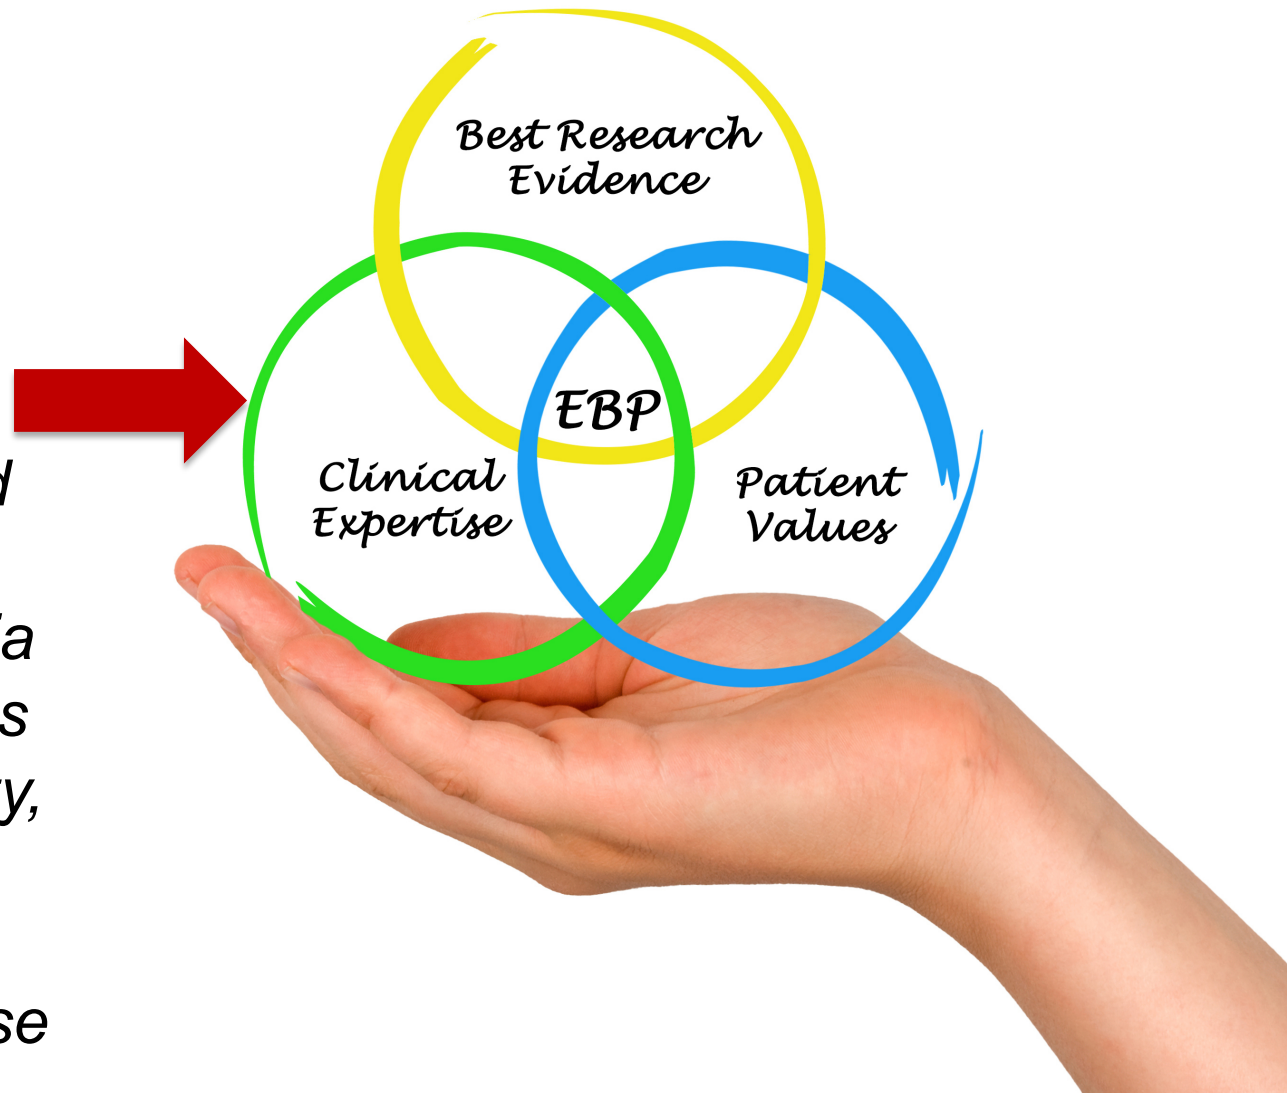 Best Research
Evidence
EBP
Clinical
Expertise
Patient
Values